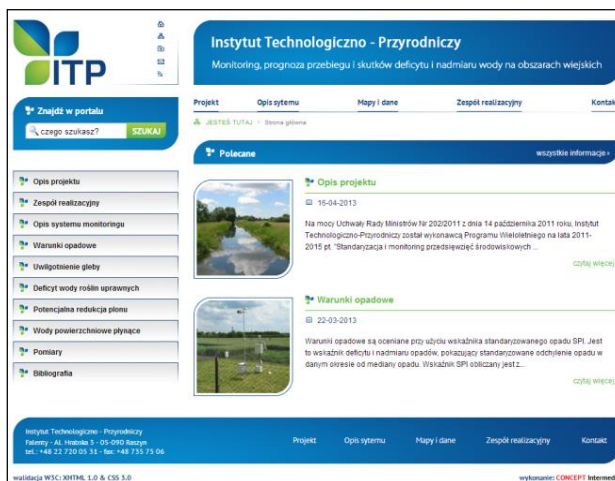 ITP
Instytut Technologiczno - Przyrodniczy
Monitoring, prognoza przebiegu i skutków deficytu i nadmiaru wody na obszarach wiejskich
Znajdź w portalu
czego szukasz? SZUKAJ
Projekt Opis sytemu Mapy i dane Zespół realizacyjny Kontak
JESTEŚ TUTAJ › Strona główna
Polecane wszystkie informacje ›
Opis projektu
Zespół realizacyjny
Opis systemu monitoringu
Warunki opadowe
Uwilgotnienie gleby
Deficyt wody roślin uprawnych
Potencjalna redukcja plonu
Wody powierzchniowe płynące
Pomiary
Bibliografia
Opis projektu
16-04-2013
Na mocy Uchwały Rady Ministrów Nr 202/2011 z dnia 14 października 2011 roku, Instytut
Technologiczno-Przyrodniczy został wykonawcą Programu Wieloletniego na lata 2011-
2015 pt. "Standaryzacja i monitoring przedsięwzięć środowiskowych ...
czytaj więcej
Warunki opadowe
22-03-2013
Warunki opadowe są oceniane przy użyciu wskaźnika standaryzowanego opadu SPI. Jest
to wskaźnik deficytu i nadmiaru opadów, pokazujący standaryzowane odchylenie opadu w
danym okresie od mediany opadu. Wskaźnik SPI obliczany jest z...
czytaj więcej
Instytut Technologiczno - Przyrodniczy
Falenty - Al. Hrabska 3 - 05-090 Raszyn
tel.: +48 22 720 05 31 - fax: +48 735 75 06
Projekt Opis sytemu Mapy i dane Zespół realizacyjny Kontakt
walidacja W3C: XHTML 1.0 & CSS 3.0 wykonanie: CONCEPT Intermed